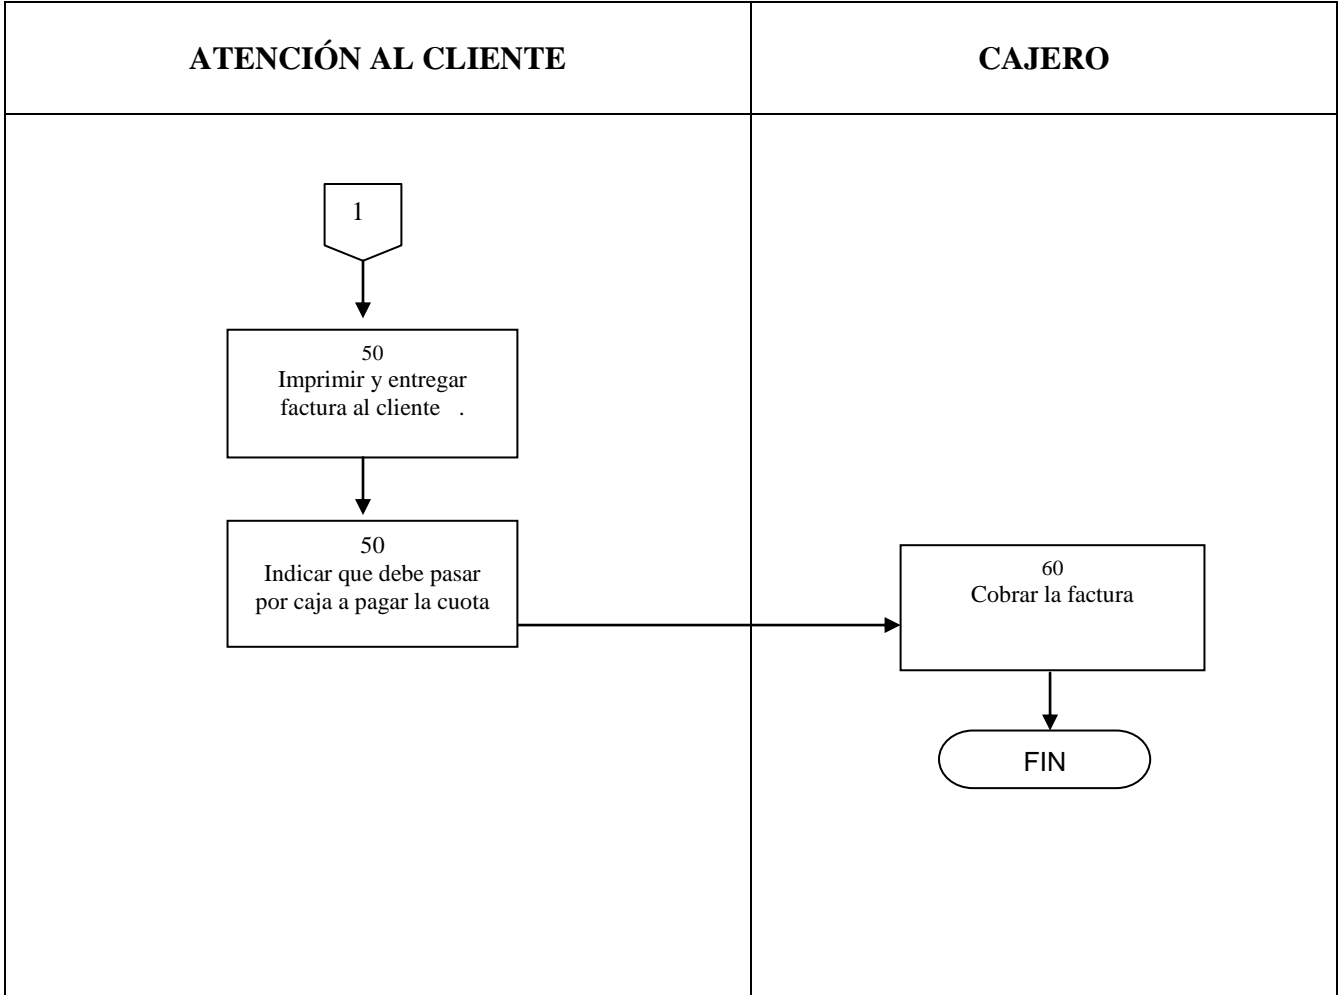 ATENCIÓN AL CLIENTE
CAJERO
1
50
Imprimir y entregar
factura al cliente .
50
Indicar que debe pasar
por caja a pagar la cuota
60
Cobrar la factura
FIN